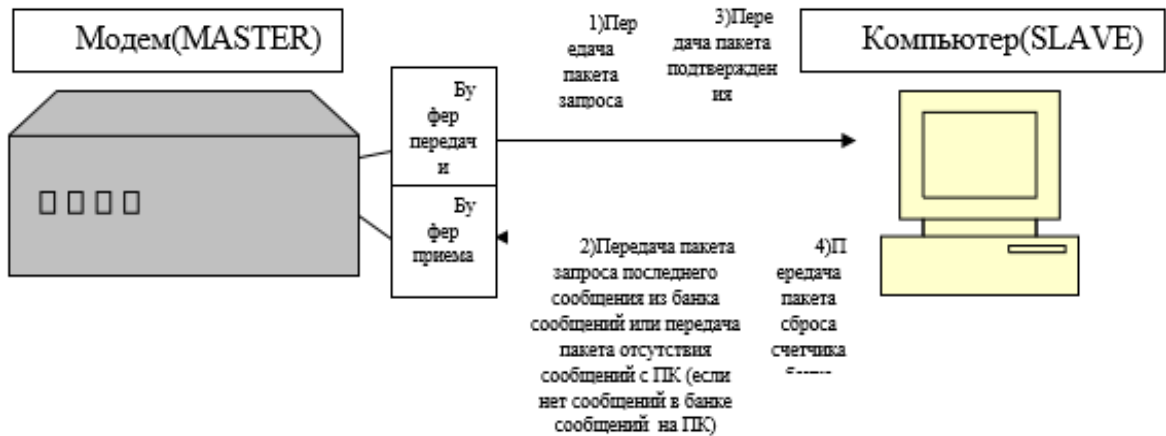 Модем(MASTER)
1)Пер
едача
пакета
запроса
3)Пере
дача пакета
подтвержден
ия
Компьютер(SLAVE)
Бу
фер
передач
и
Бу
фер
приема
2)Передача пакета
запроса последнего
сообщения из банка
сообщений или передача
пакета отсутствия
сообщений с ПК (если
нет сообщений в банке
сообщений на ПК)
4)П
ередача
пакета
сброса
счетчика